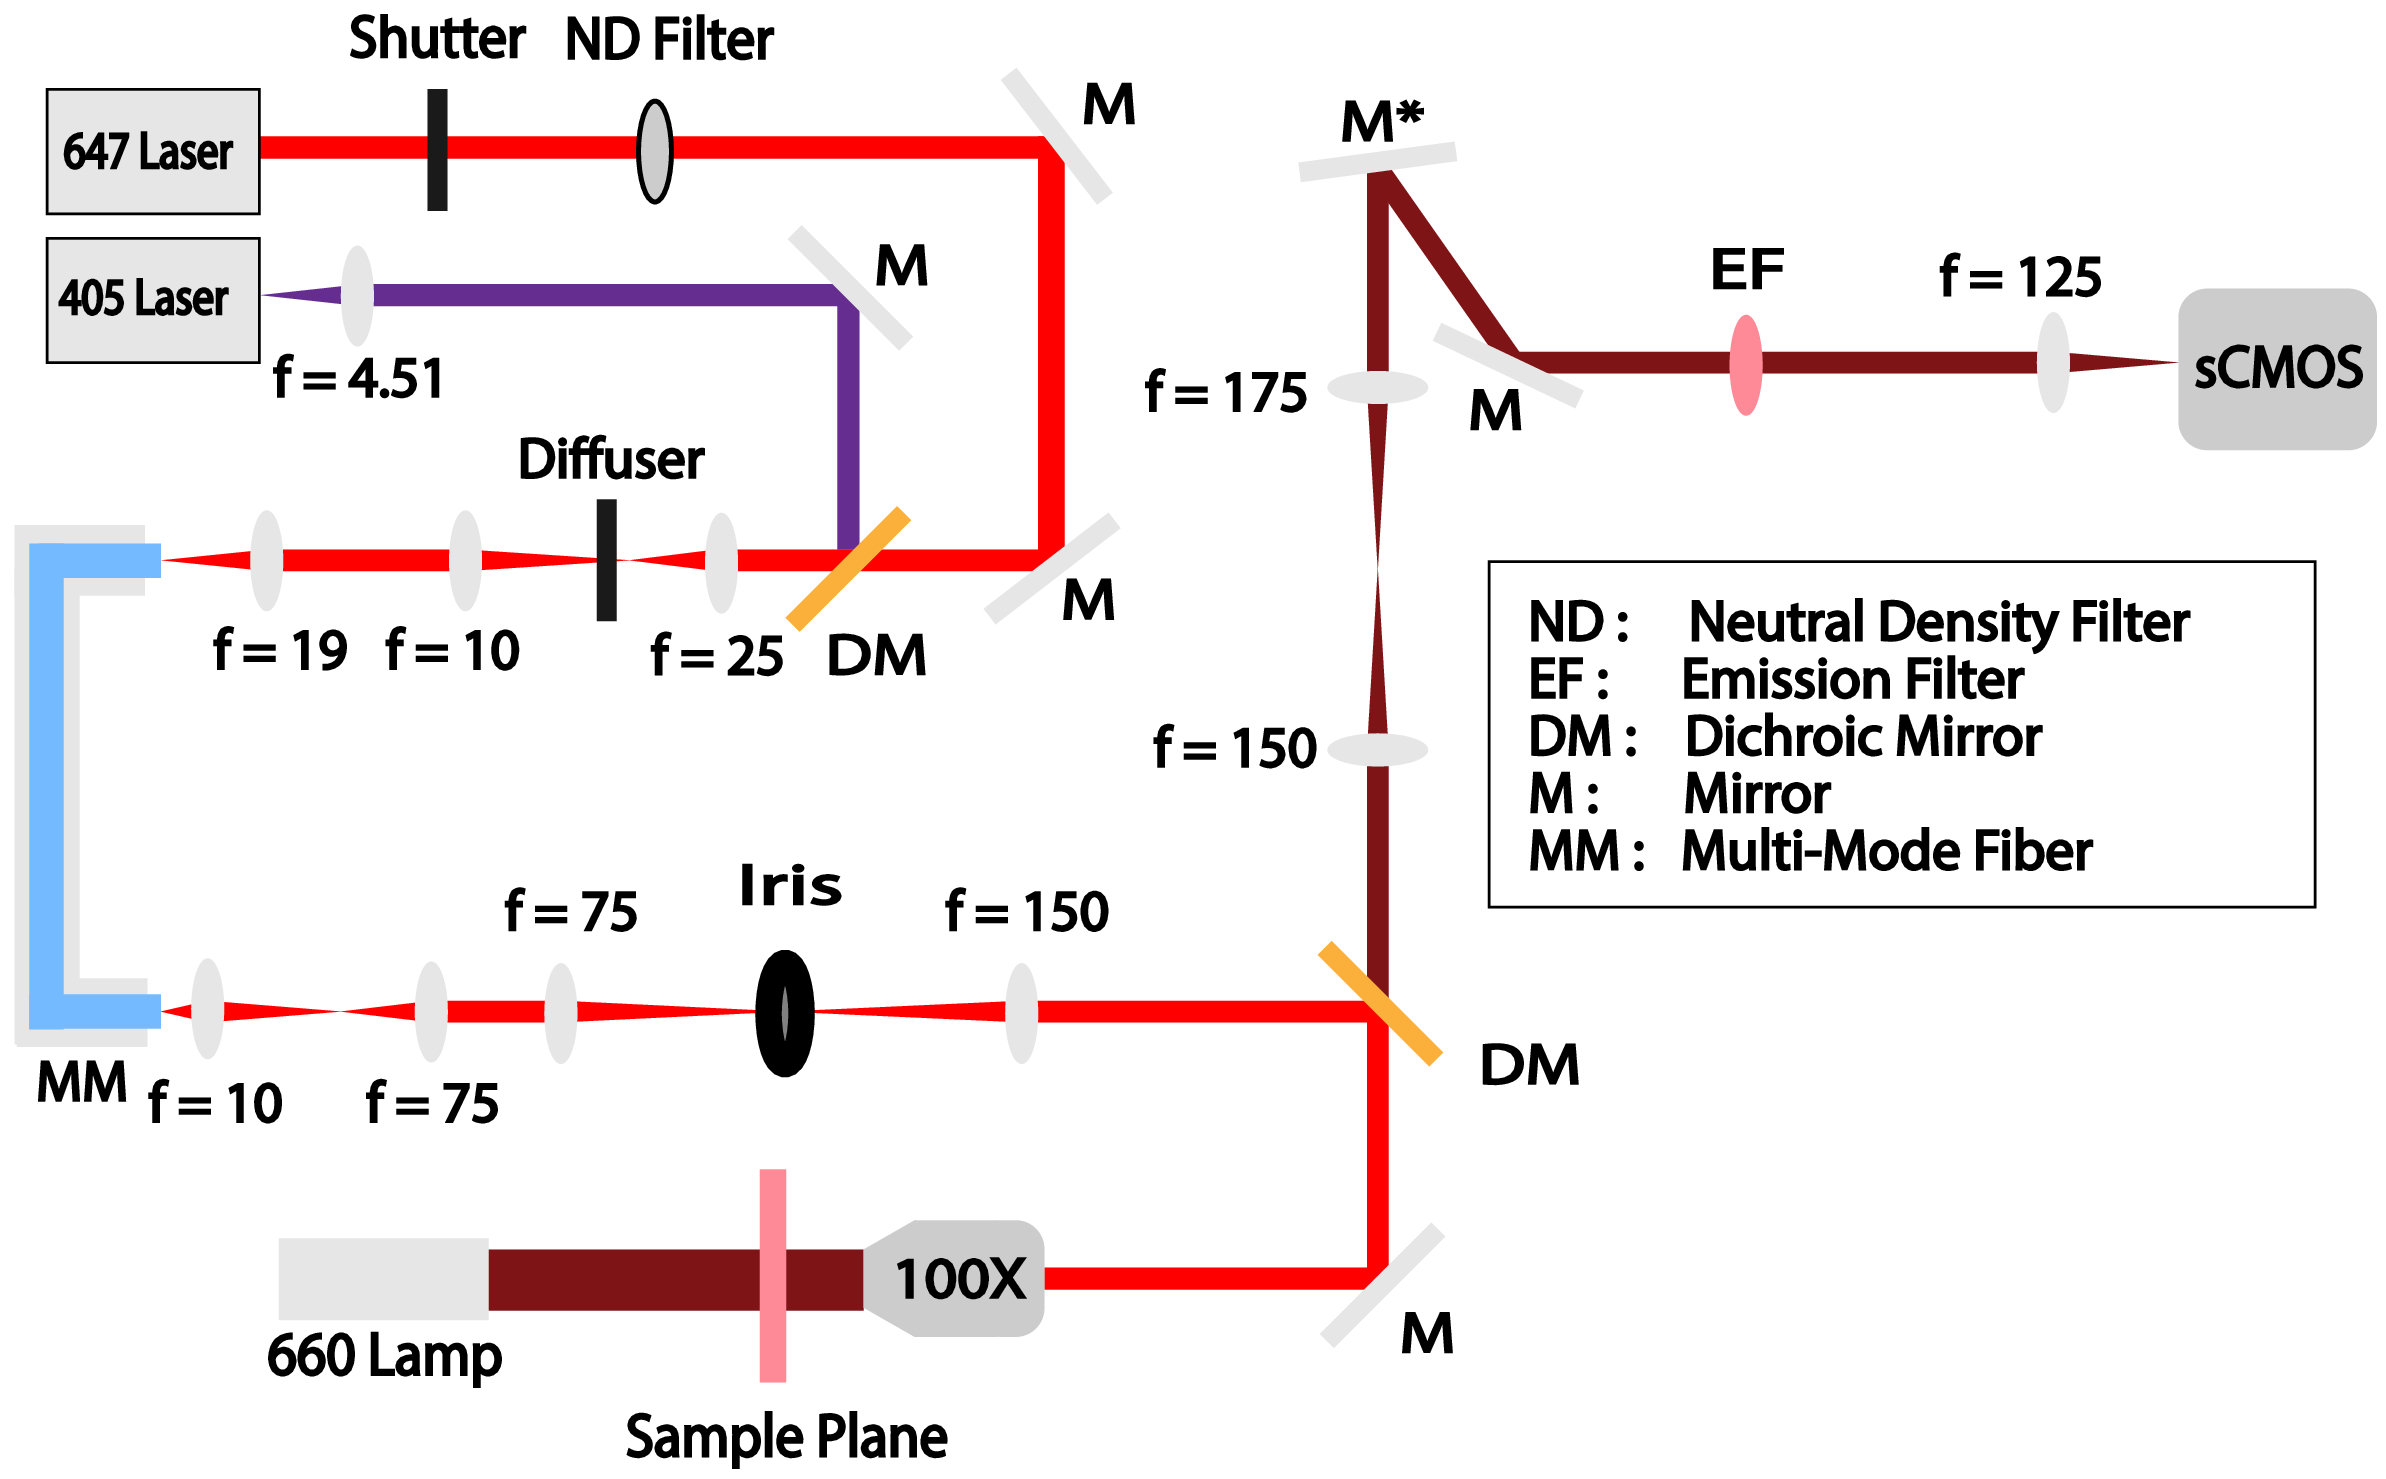 Shutter
ND Filter
M
M*
647 Laser
M
EF
f = 125
405 Laser
f = 4.51
f = 175
M
sCMOS
Diffuser
M
f = 19
f = 10
f = 25
DM
ND : Neutral Density Filter
EF : Emission Filter
DM : Dichroic Mirror
M : Mirror
MM : Multi-Mode Fiber
f = 150
f = 75
Iris
f = 150
MM
f = 10
f = 75
DM
100X
660 Lamp
M
Sample Plane